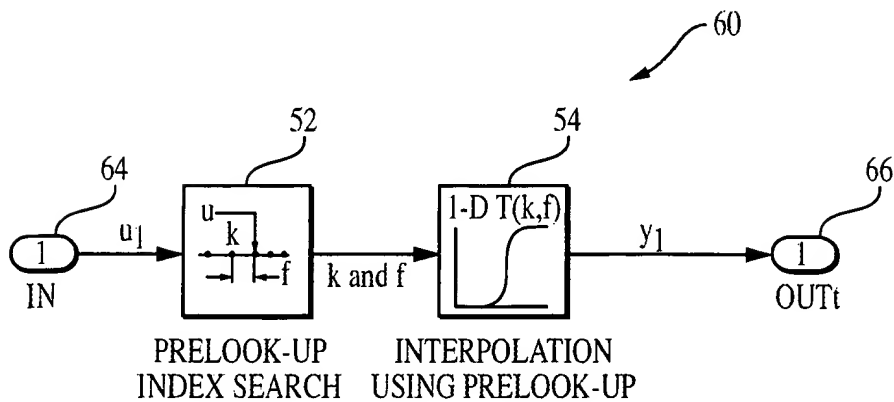 60
52
54
64
66
u
k
f
1-D T(k,f)
1
u1
k and f
y1
1
IN
OUTt
PRELOOK-UP
INDEX SEARCH
INTERPOLATION
USING PRELOOK-UP